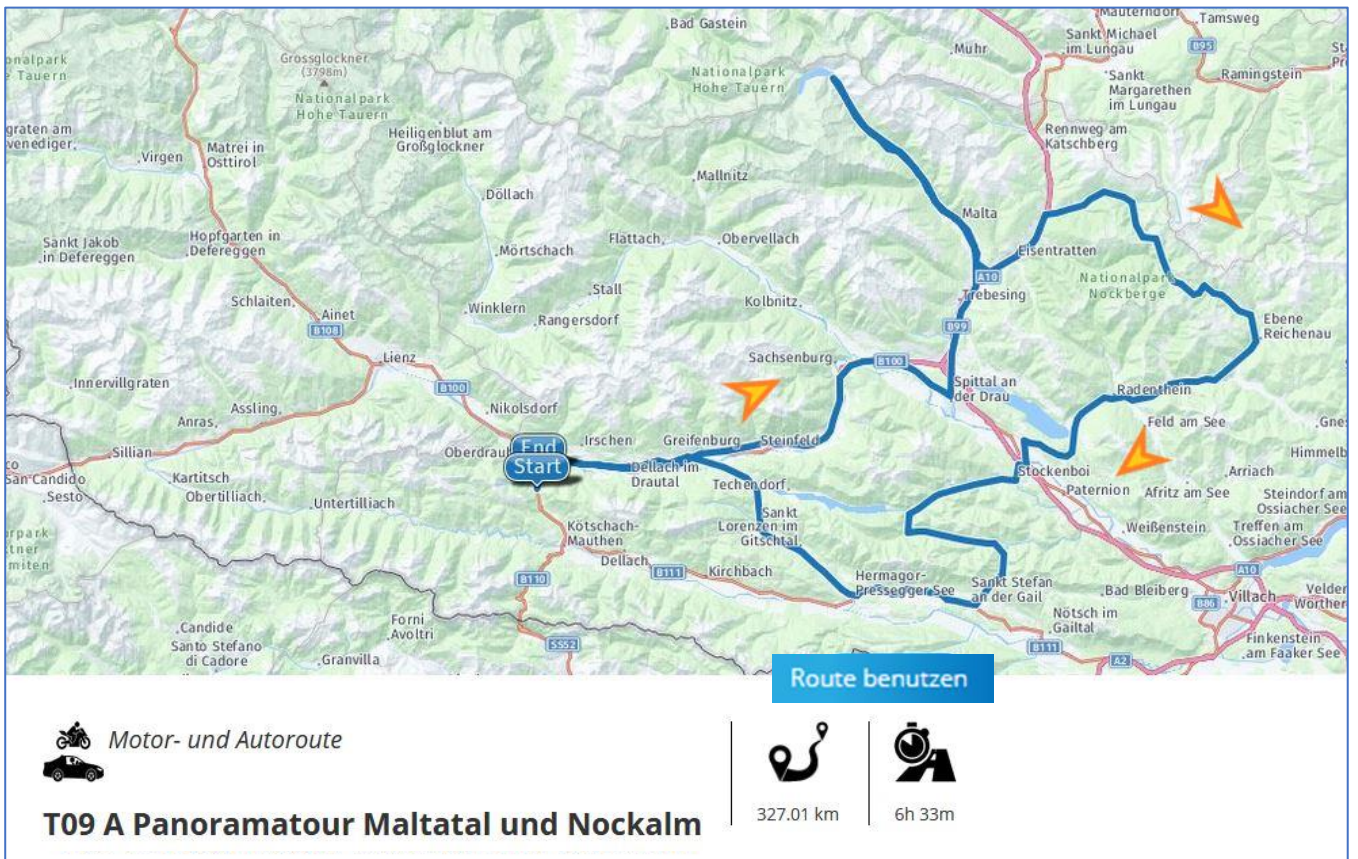 Bad Gastein
Mauterndorf
Tamsweg
Sankt Michael
im Lungau
B95
Muhr
Grossglockner
(3798m)
Nationalpark
Hohe Tauern
Nationalpark
Hohe Tauern
Ramingstein
Sankt
Margarethen
im Lungau
Heiligenblut am
Großglockner
Rennweg am
Katschberg
Matrei in
Osttirol
Virgen
Mallnitz
Döllach
Malta
Hopfgarten in
Defereggen
Sankt Jakob
in Defereggen
Mörtschach
Flattach
Obervellach
Eisentratten
A10
Nationalpark
Nockberge
Schlaiten
Stall
Kolbnitz
Trebesing
Winklern
Rangersdorf
Ainet
B108
B99
Ebene
Reichenau
Lienz
Sachsenburg
B100
Innervillgraten
B100
Spittal an
der Drau
Radenthein
Assling
Nikolsdorf
Anras
Feld am See
Irschen
Greifenburg
Steinfeld
Sillian
End
Start
Dellach im
Drautal
San Candido
Sesto
Kartitsch
Obertilliach
Untertilliach
Techendorf
Stockenboi
Arriach
Paternion
Afritz am See
Steindorf am
Ossiacher See
Kötschach-
Mauthen
Sankt
Lorenzen im
Gitschtal
Weißenstein
Treffen am
Ossiacher See
Dellach
B111
Kirchbach
B110
Hermagor-
Pressegger See
Sankt Stefan
an der Gail
Bad Bleiberg
A10
Villach
B86
Nötsch im
Gailtal
Candide
Forni
Avoltri
Santo Stefano
di Cadore
Granvilla
SS52
B111
A2
Finkenstein
am Faaker See
Route benutzen
Motor- und Autoroute
327.01 km
6h 33m
T09 A Panoramatour Maltatal und Nockalm